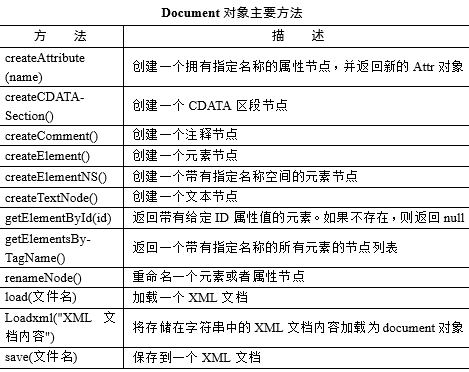 Document 对象主要方法
方 法 描 述
createAttribute
(name) 创建一个拥有指定名称的属性节点，并返回新的 Attr 对象
createCDATA-
Section() 创建一个 CDATA 区段节点
createComment() 创建一个注释节点
createElement() 创建一个元素节点
createElementNS() 创建一个带有指定名称空间的元素节点
createTextNode() 创建一个文本节点
getElementById(id) 返回带有给定 ID 属性值的元素。如果不存在，则返回 null
getElementsBy-
TagName() 返回一个带有指定名称的所有元素的节点列表
renameNode() 重命名一个元素或者属性节点
load(文件名) 加载一个 XML 文档
Loadxml("XML 文
档内容") 将存储在字符串中的 XML 文档内容加载为 document 对象
save(文件名) 保存到一个 XML 文档